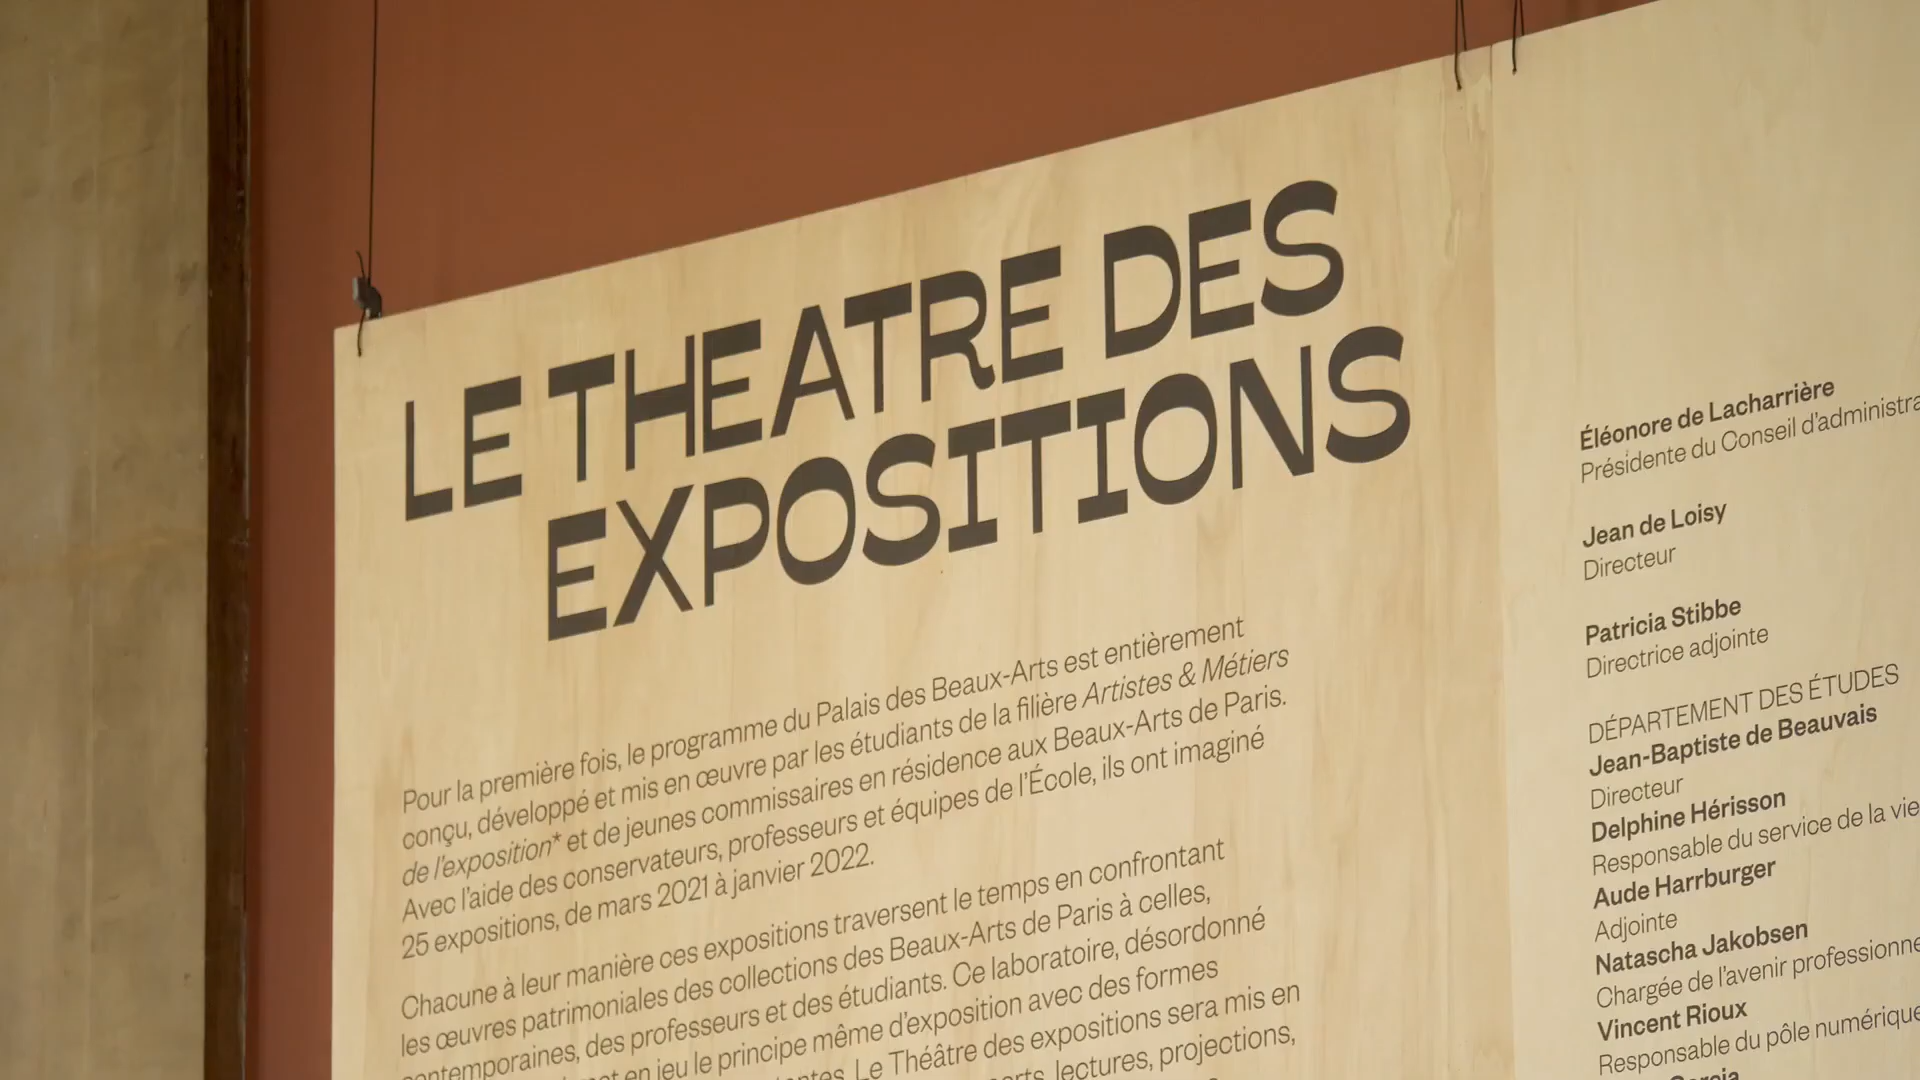 LE THEATRE DES
EXPOSITIONS
Pour la première fois, le programme du Palais des Beaux-Arts est entièrement
conçu, développé et mis en œuvre par les étudiants de la filière Artistes & Métiers
de l'exposition* et de jeunes commissaires en résidence aux Beaux-Arts de Paris.
Avec l'aide des conservateurs, professeurs et équipes de l'École, ils ont imaginé
25 expositions, de mars 2021 à janvier 2022.
Chacune à leur manière ces expositions traversent le temps en confrontant
les œuvres patrimoniales des collections des Beaux-Arts de Paris à celles,
contemporaines, des professeurs et des étudiants. Ce laboratoire, désordonné
en jeu le principe même d'exposition avec des formes
Le Théâtre des expositions sera mis en
lectures, projections,
Éléonore de Lacharrière
Présidente du Conseil d'administra
Jean de Loisy
Directeur
Patricia Stibbe
Directrice adjointe
DÉPARTEMENT DES ÉTUDES
Jean-Baptiste de Beauvais
Directeur
Delphine Hérisson
Responsable du service de la vie
Aude Harrburger
Adjointe
Natascha Jakobsen
Chargée de l'avenir professionne
Vincent Rioux
Responsable du pôle numérique